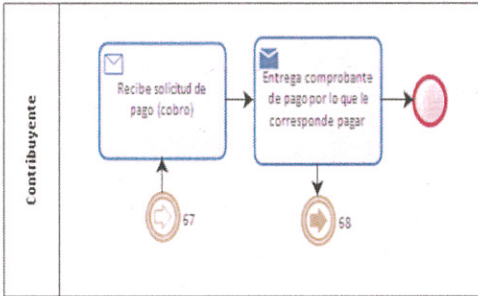 Contribuyente
Recibe solicitud de
pago (cobro)
Entrega comprobante
de pago por lo que le
corresponde pagar
67
68